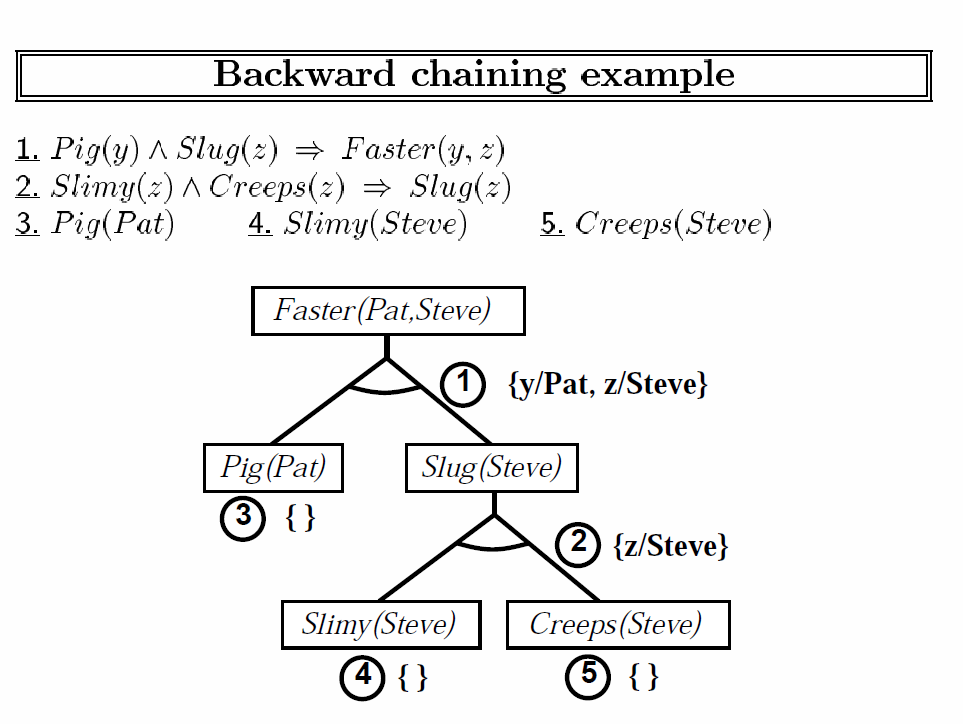 Backward chaining example
1. Pig(y) ∧ Slug(z) ⇒ Faster(y, z)
2. Slimy(z) ∧ Creeps(z) ⇒ Slug(z)
3. Pig(Pat) 4. Slimy(Steve) 5. Creeps(Steve)
Faster(Pat,Steve)
1 {y/Pat, z/Steve}
Pig(Pat) Slug(Steve)
3 { }
2 {z/Steve}
Slimy(Steve) Creeps(Steve)
4 { } 5 { }